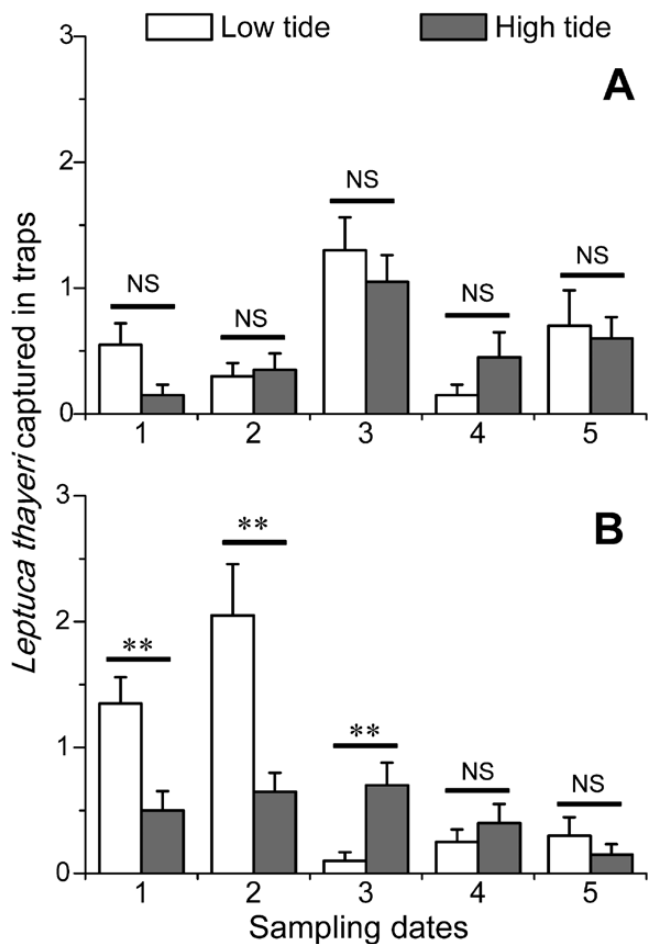 Low tide High tide
A
Leptuca thayeri captured in traps
3
2
1
0
NS NS NS NS NS
1 2 3 4 5
B
3
2
1
0
** ** ** NS NS
1 2 3 4 5
Sampling dates